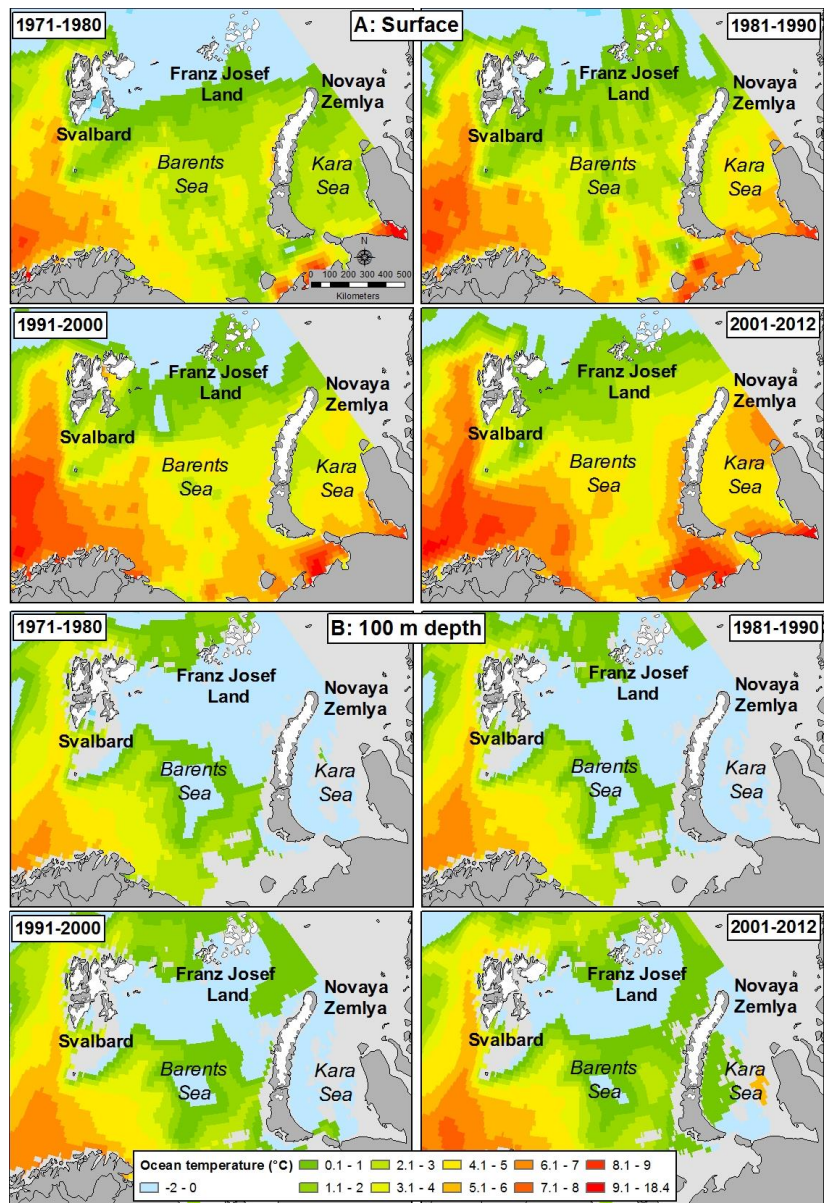 1971-1980
A: Surface
1981-1990
Franz Josef
Land
Novaya
Zemlya
Svalbard
Barents
Sea
Kara
Sea
N
0 100 200 300 400 500
Kilometers
Franz Josef
Land
Novaya
Zemlya
Svalbard
Barents
Sea
Kara
Sea
1991-2000
2001-2012
Franz Josef
Land
Novaya
Zemlya
Svalbard
Barents
Sea
Kara
Sea
Franz Josef
Land
Novaya
Zemlya
Svalbard
Barents
Sea
Kara
Sea
1971-1980
B: 100 m depth
1981-1990
Franz Josef
Land
Novaya
Zemlya
Svalbard
Barents
Sea
Kara
Sea
Franz Josef
Land
Novaya
Zemlya
Svalbard
Barents
Sea
Kara
Sea
1991-2000
2001-2012
Franz Josef
Land
Novaya
Zemlya
Svalbard
Barents
Sea
Kara
Sea
Franz Josef
Land
Novaya
Zemlya
Svalbard
Barents
Sea
Kara
Sea
Ocean temperature (°C) 0.1 - 1 2.1 - 3 4.1 - 5 6.1 - 7 8.1 - 9
-2 - 0 1.1 - 2 3.1 - 4 5.1 - 6 7.1 - 8 9.1 - 18.4